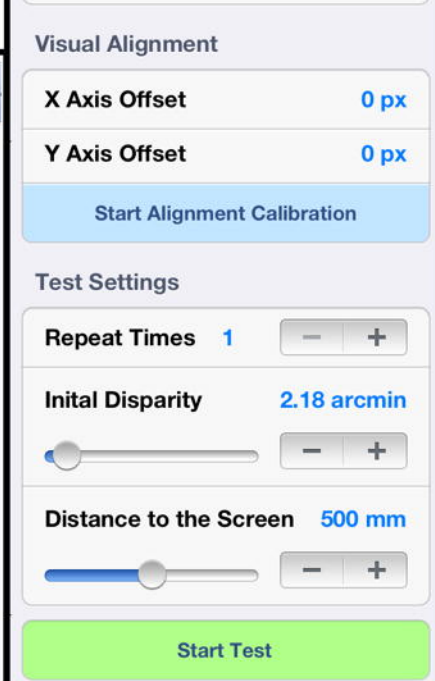 Visual Alignment
X Axis Offset 0 px
Y Axis Offset 0 px
Start Alignment Calibration
Test Settings
Repeat Times 1 − +
Inital Disparity 2.18 arcmin
− +
Distance to the Screen 500 mm
− +
Start Test